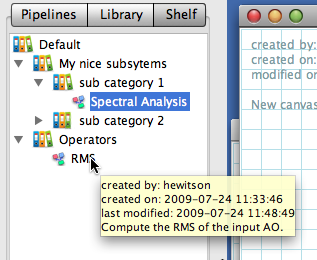 Pipelines Library Shelf
Default
My nice subsytems
sub category 1
Spectral Analysis
sub category 2
Operators
RMS
created by: hewitson
created on: 2009-07-24 11:33:46
last modified: 2009-07-24 11:48:49
Compute the RMS of the input AO.
created by:
created on:
modified on
New canvas